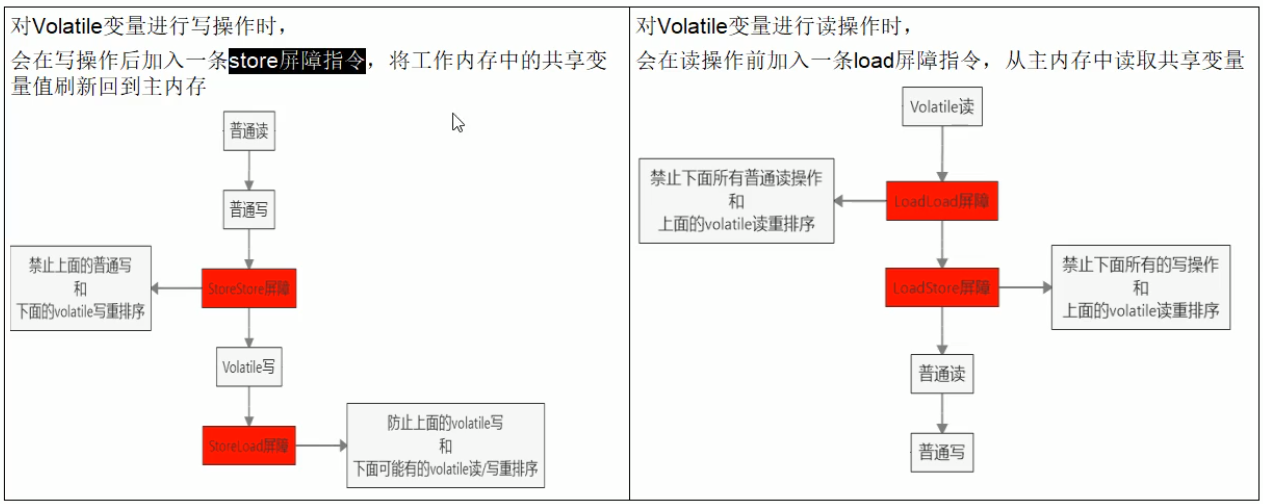 对Volatile变量进行写操作时，
会在写操作后加入一条store屏障指令，将工作内存中的共享变
量值刷新回到主内存
普通读
普通写
StoreStore屏障
禁止上面的普通写
和
下面的volatile写重排序
Volatile写
StoreLoad屏障
防止上面的volatile写
和
下面可能有的volatile读/写重排序
对Volatile变量进行读操作时，
会在读操作前加入一条load屏障指令，从主内存中读取共享变量
Volatile读
LoadLoad屏障
禁止下面所有普通读操作
和
上面的volatile读重排序
LoadStore屏障
禁止下面所有的写操作
和
上面的volatile读重排序
普通读
普通写